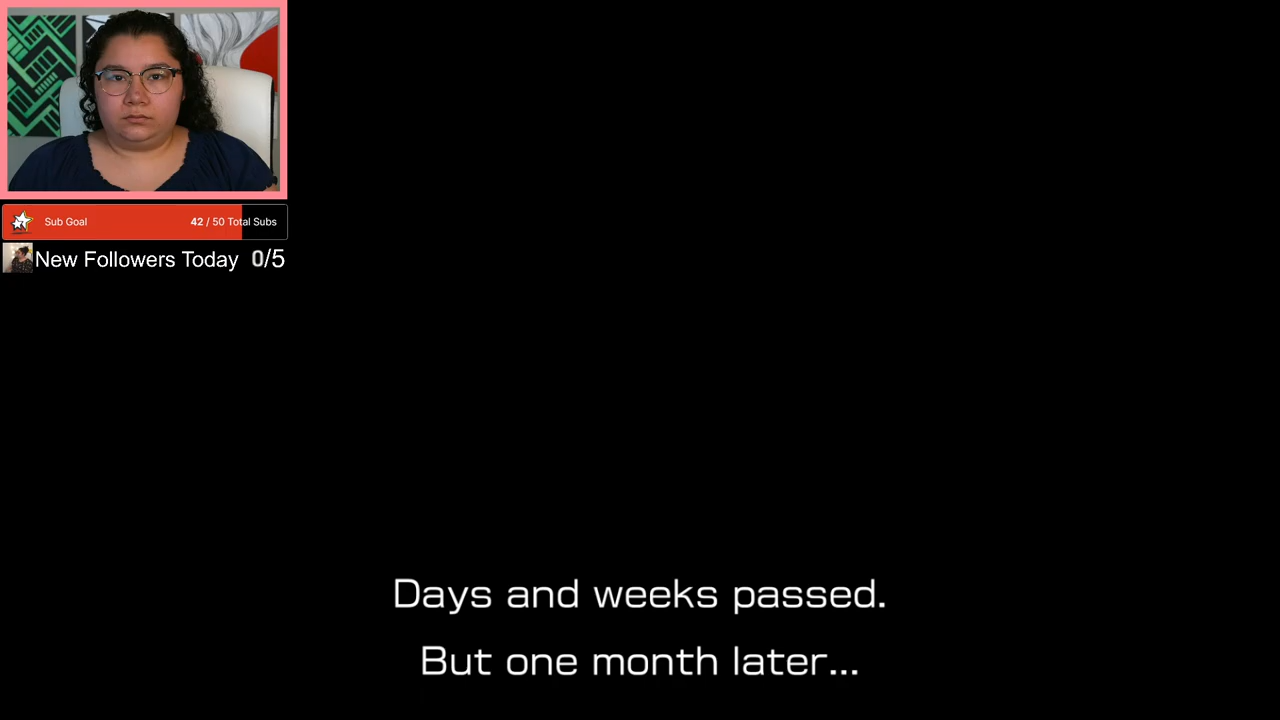 Sub Goal 42 / 50 Total Subs
New Followers Today 0/5
Days and weeks passed.
But one month later...